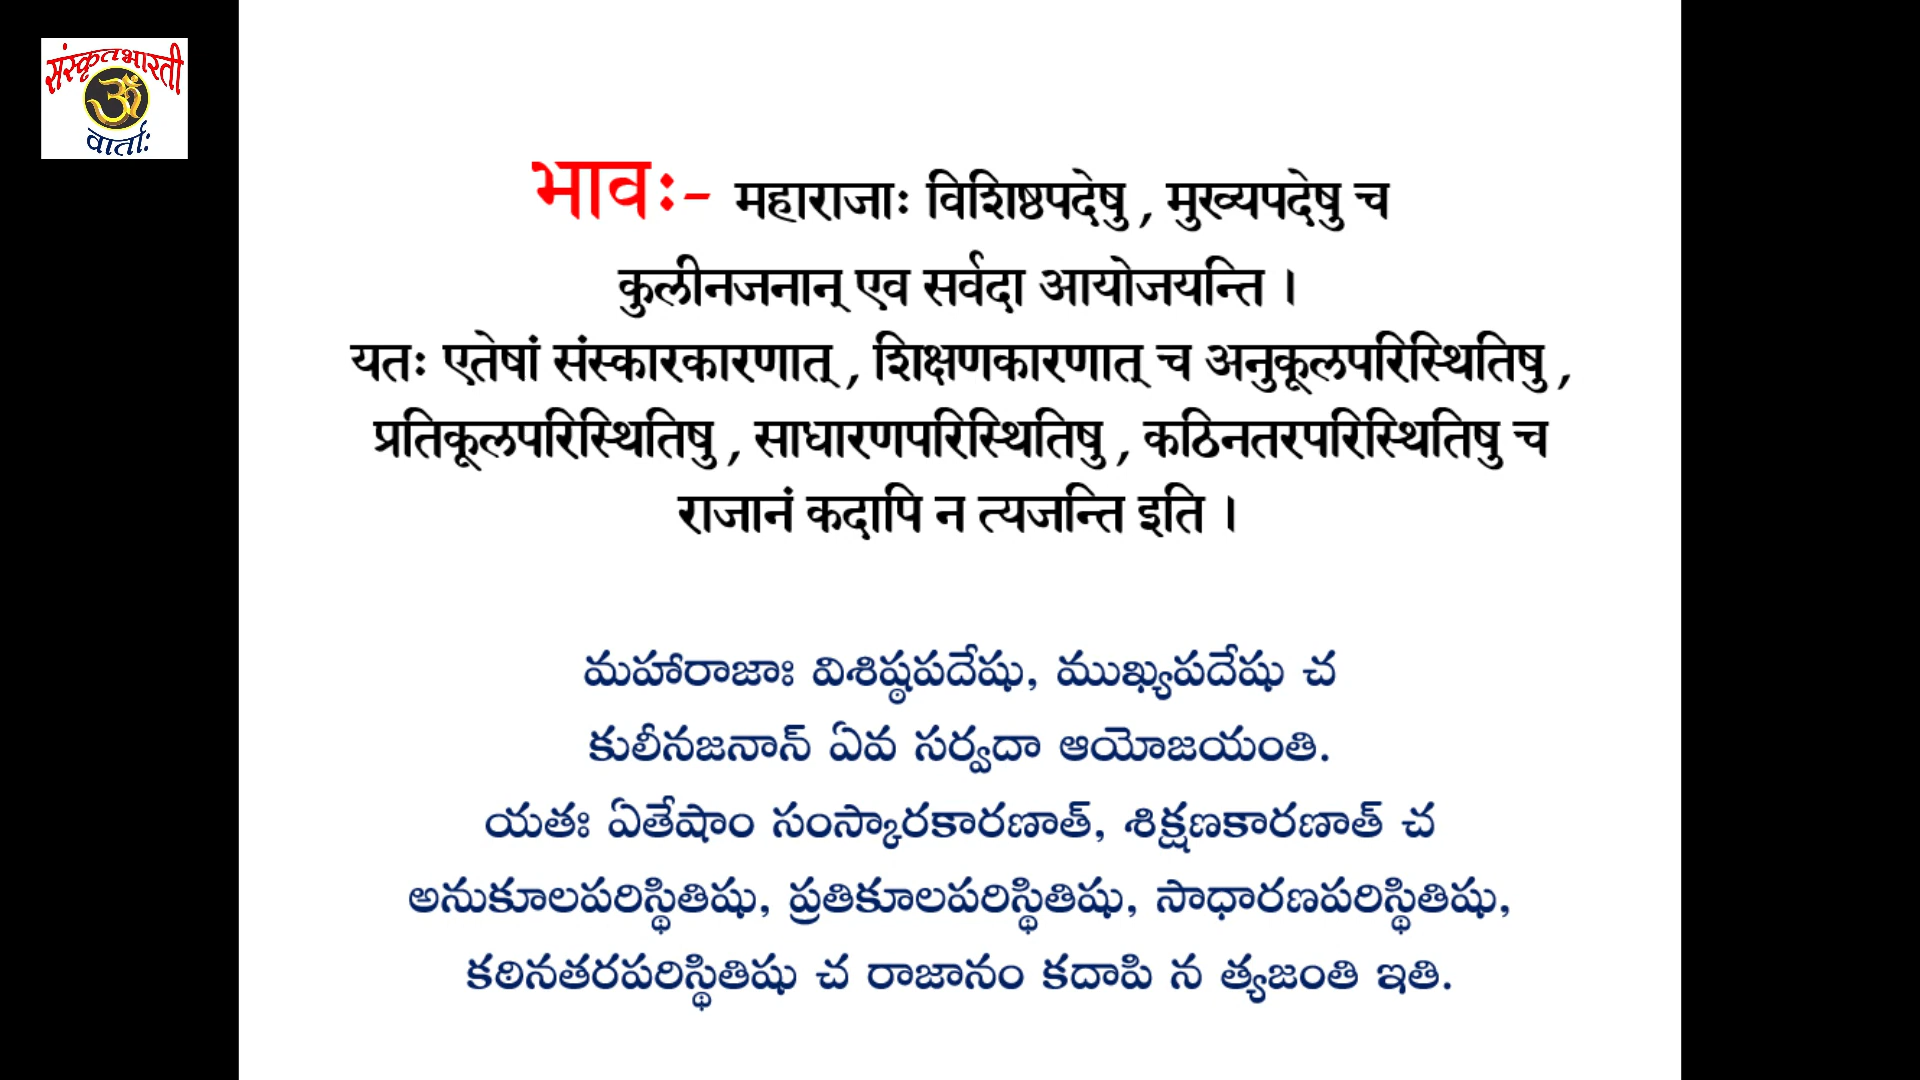 संस्कृतभारती
ॐ
वार्ताः
भावः- महाराजाः विशिष्ठपदेषु , मुख्यपदेषु च
कुलीनजनान् एव सर्वदा आयोजयन्ति ।
यतः एतेषां संस्कारकारणात् , शिक्षणकारणात् च अनुकूलपरिस्थितिषु ,
प्रतिकूलपरिस्थितिषु , साधारणपरिस्थितिषु , कठिनतरपरिस्थितिषु च
राजानं कदापि न त्यजन्ति इति ।
మహారాజాః విశిష్ఠపదేషు, ముఖ్యపదేషు చ
కులీనజనాన్ ఏవ సర్వదా ఆయోజయంతి.
యతః ఏతేషాం సంస్కారకారణాత్, శిక్షణకారణాత్ చ
అనుకూలపరిస్థితిషు, ప్రతికూలపరిస్థితిషు, సాధారణపరిస్థితిషు,
కఠినతరపరిస్థితిషు చ రాజానం కదాపి న త్యజంతి ఇతి.